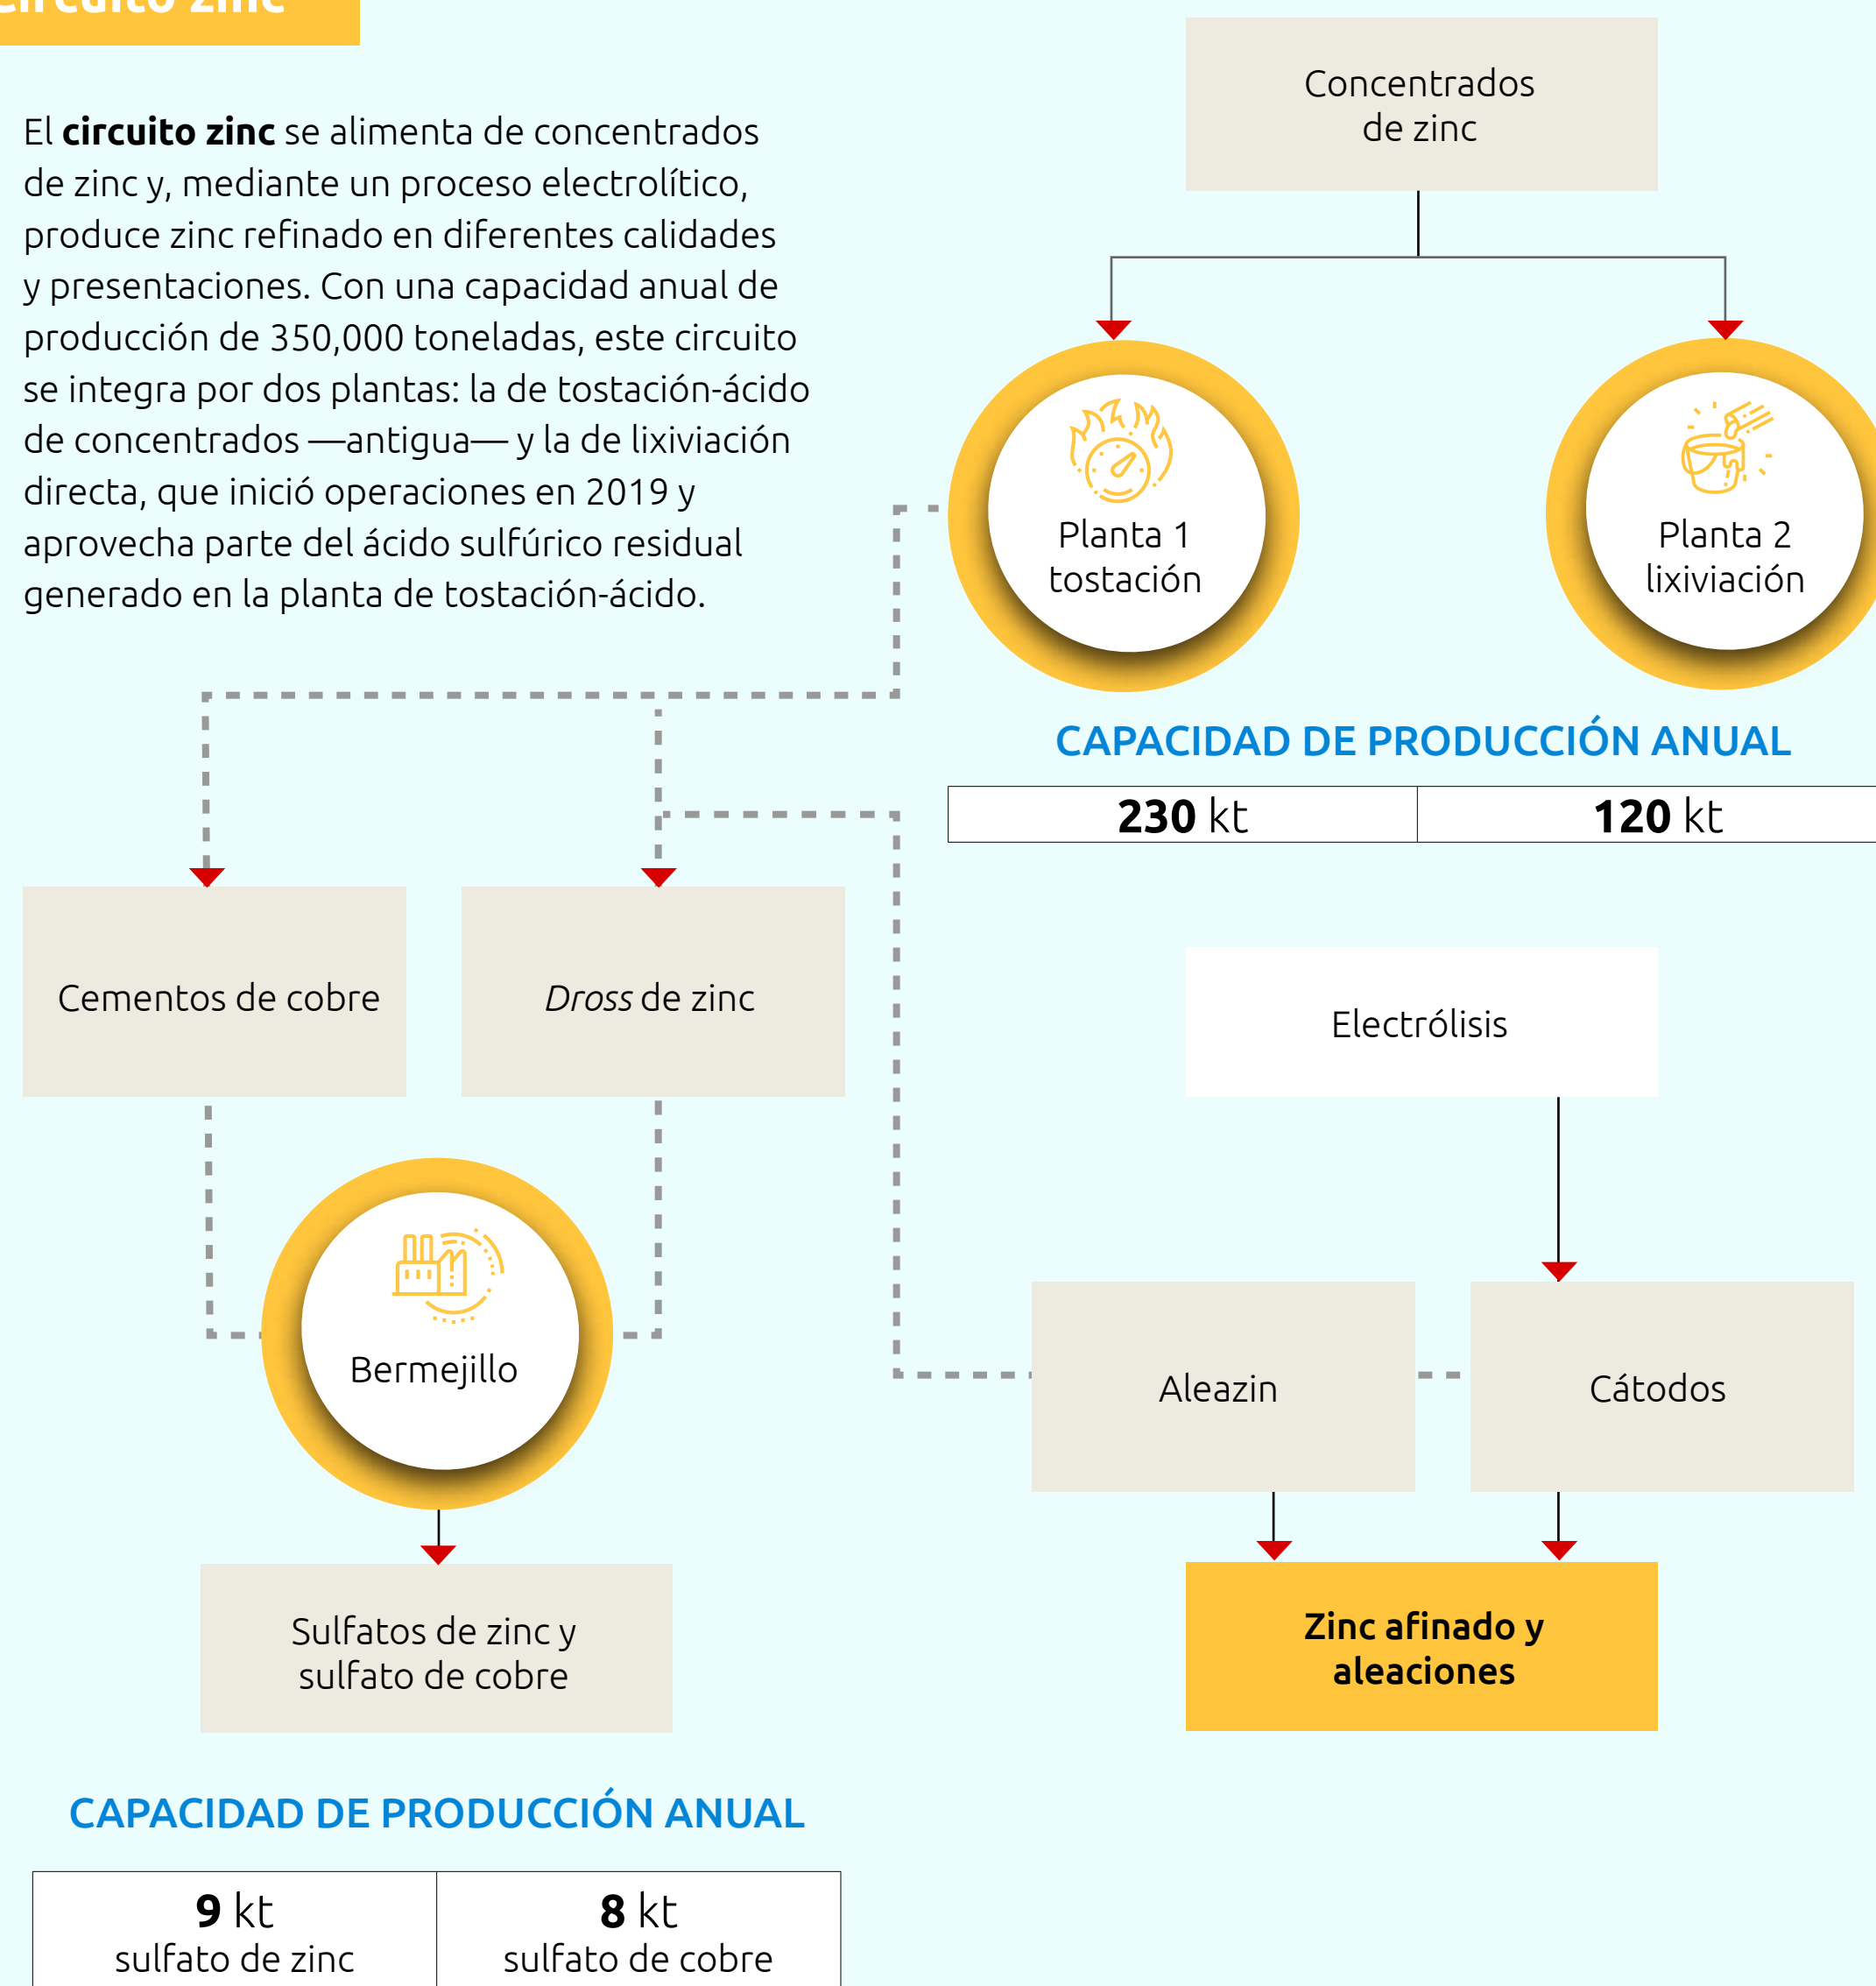 Circuito zinc
El circuito zinc se alimenta de concentrados
de zinc y, mediante un proceso electrolítico,
produce zinc refinado en diferentes calidades
y presentaciones. Con una capacidad anual de
producción de 350,000 toneladas, este circuito
se integra por dos plantas: la de tostación-ácido
de concentrados —antigua— y la de lixiviación
directa, que inició operaciones en 2019 y
aprovecha parte del ácido sulfúrico residual
generado en la planta de tostación-ácido.
Concentrados
de zinc
Planta 1
tostación
Planta 2
lixiviación
CAPACIDAD DE PRODUCCIÓN ANUAL
230 kt
120 kt
Cementos de cobre
Dross de zinc
Electrólisis
Bermejillo
Aleazin
Cátodos
Sulfatos de zinc y
sulfato de cobre
Zinc afinado y
aleaciones
CAPACIDAD DE PRODUCCIÓN ANUAL
9 kt
sulfato de zinc
8 kt
sulfato de cobre